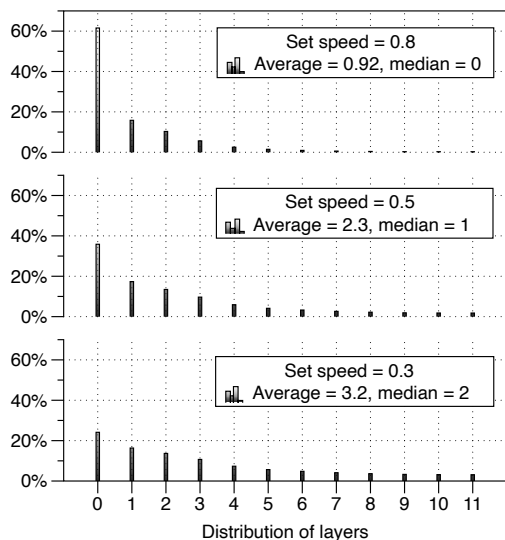 60%
40%
20%
0%
Set speed = 0.8
Average = 0.92, median = 0
60%
40%
20%
0%
Set speed = 0.5
Average = 2.3, median = 1
60%
40%
20%
0%
Set speed = 0.3
Average = 3.2, median = 2
0 1 2 3 4 5 6 7 8 9 10 11
Distribution of layers